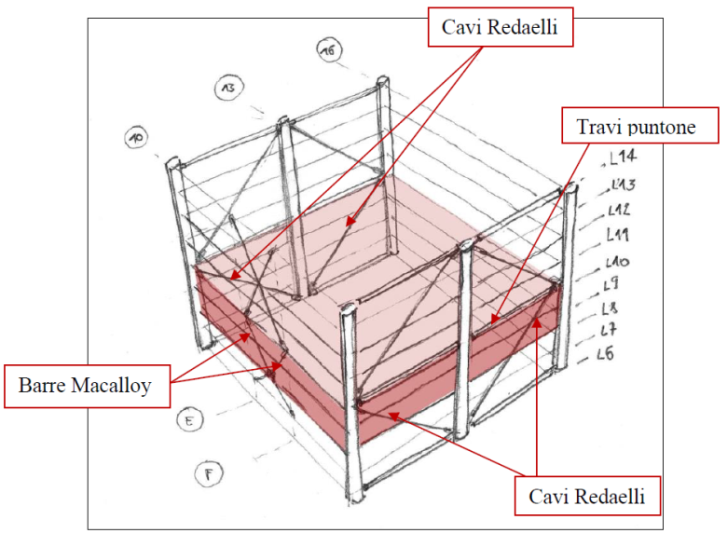 Cavi Redaelli
16
13
Travi puntone
10
L14
L13
L12
L11
L10
L9
L8
L7
L6
Barre Macalloy
E
F
Cavi Redaelli